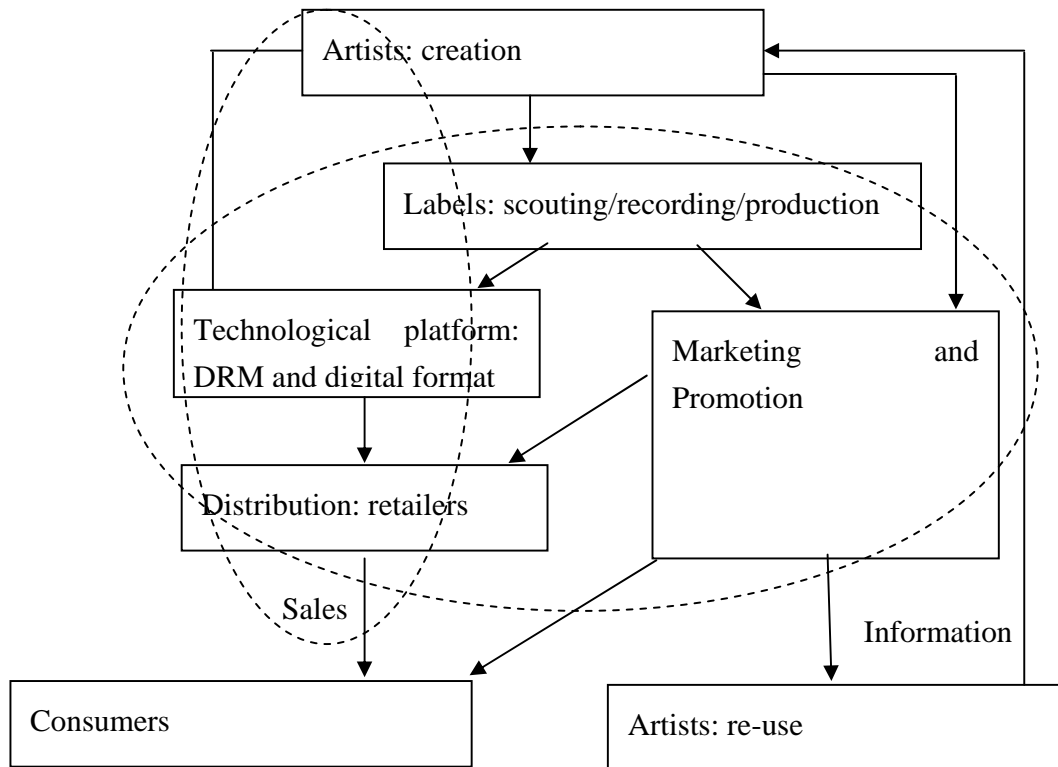 Artists: creation
Labels: scouting/recording/production
Technological platform:
DRM and digital format
Marketing and
Promotion
Distribution: retailers
Sales
Information
Consumers
Artists: re-use